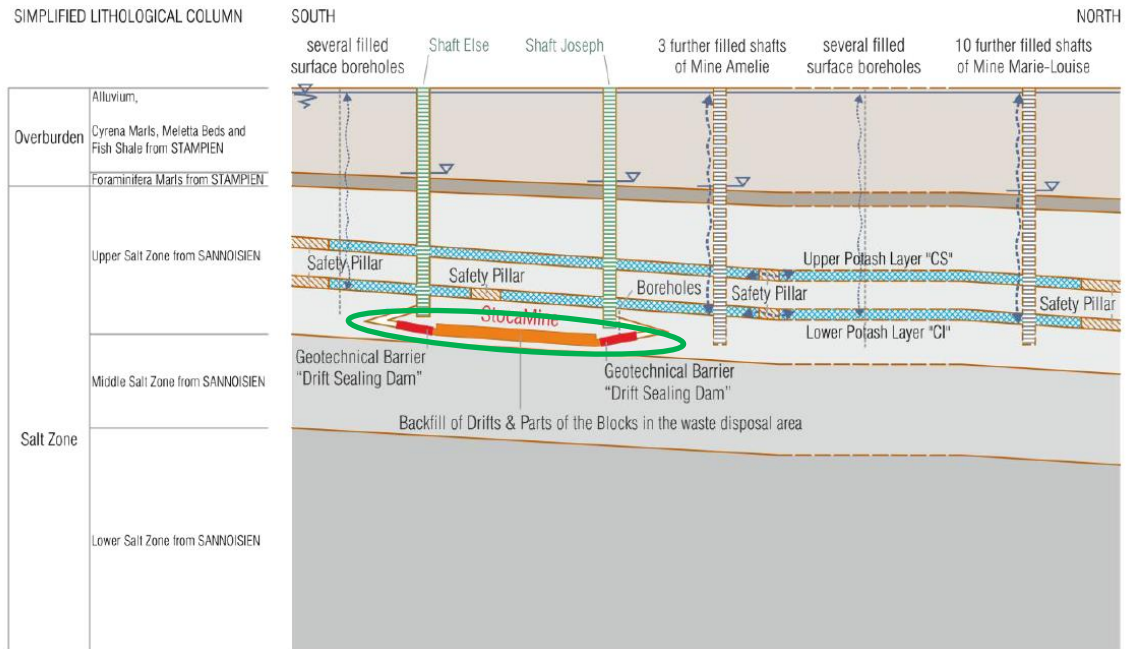 SIMPLIFIED LITHOLOGICAL COLUMN
SOUTH
NORTH
several filled
surface boreholes
Shaft Else
Shaft Joseph
3 further filled shafts
of Mine Amelie
several filled
surface boreholes
10 further filled shafts
of Mine Marie-Louise
Overburden
Alluvium,
Cyrena Marls, Meletta Beds and
Fish Shale from STAMPIEN
Foraminifera Marls from STAMPIEN
Upper Salt Zone from SANNOISIEN
Safety Pillar
Safety Pillar
Boreholes
Safety Pillar
Upper Potash Layer "CS"
Lower Potash Layer "CI"
Safety Pillar
StocaMine
Geotechnical Barrier
"Drift Sealing Dam"
Geotechnical Barrier
"Drift Sealing Dam"
Middle Salt Zone from SANNOISIEN
Backfill of Drifts & Parts of the Blocks in the waste disposal area
Salt Zone
Lower Salt Zone from SANNOISIEN